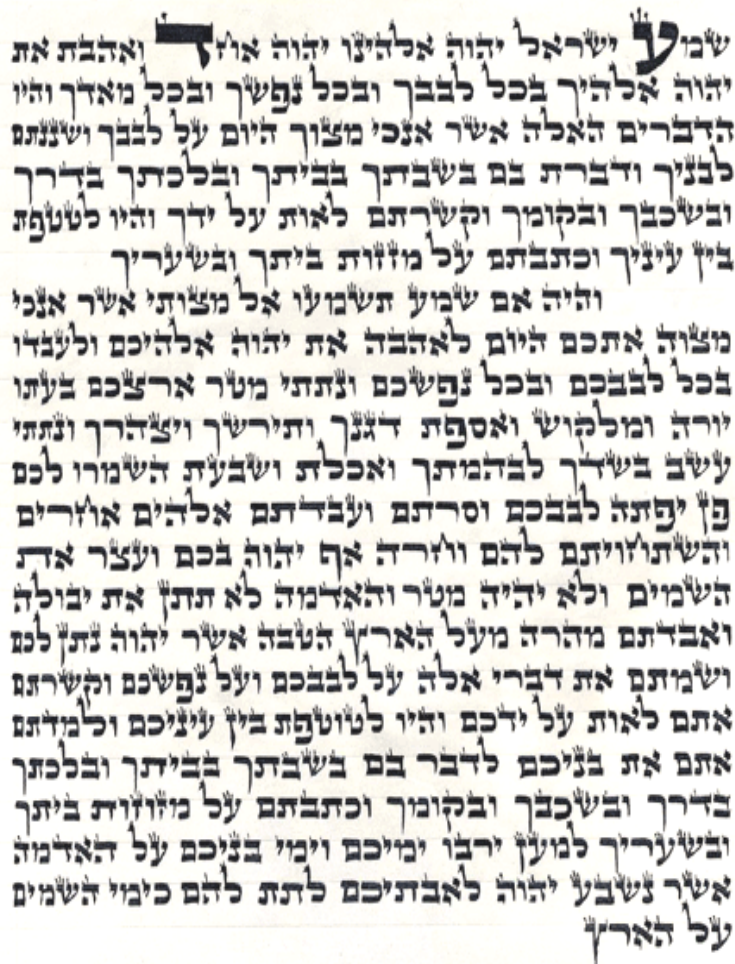 שמע ישראל יהוה אלהינו יהוה אחד ואהבת את
יהוה אלהיך בכל לבבך ובכל נפשך ובכל מאדך והיו
הדברים האלה אשר אנכי מצוך היום על לבבך ושננתם
לבניך ודברת בם בשבתך בביתך ובלכתך בדרך
ובשכבך ובקומך וקשרתם לאות על ידך והיו לטטפת
בין עיניך וכתבתם על מזזות ביתך ובשעריך
והיה אם שמע תשמעו אל מצותי אשר אנכי
מצוה אתכם היום לאהבה את יהוה אלהיכם ולעבדו
בכל לבבכם ובכל נפשכם ונתתי מטר ארצכם בעתו
יורה ומלקוש ואספת דגנך ותירשך ויצהרך ונתתי
עשב בשדך לבהמתך ואכלת ושבעת השמרו לכם
פן יפתה לבבכם וסרתם ועבדתם אלהים אחרים
והשתחויתם להם וחרה אף יהוה בכם ועצר את
השמים ולא יהיה מטר והאדמה לא תתן את יבולה
ואבדתם מהרה מעל הארץ הטבה אשר יהוה נתן לכם
ושמתם את דברי אלה על לבבכם ועל נפשכם וקשרתם
אתם לאות על ידכם והיו לטוטפת בין עיניכם ולמדתם
אתם את בניכם לדבר בם בשבתך בביתך ובלכתך
בדרך ובשכבך ובקומך וכתבתם על מזוזות ביתך
ובשעריך למען ירבו ימיכם וימי בניכם על האדמה
אשר נשבע יהוה לאבתיכם לתת להם כימי השמים
על הארץ